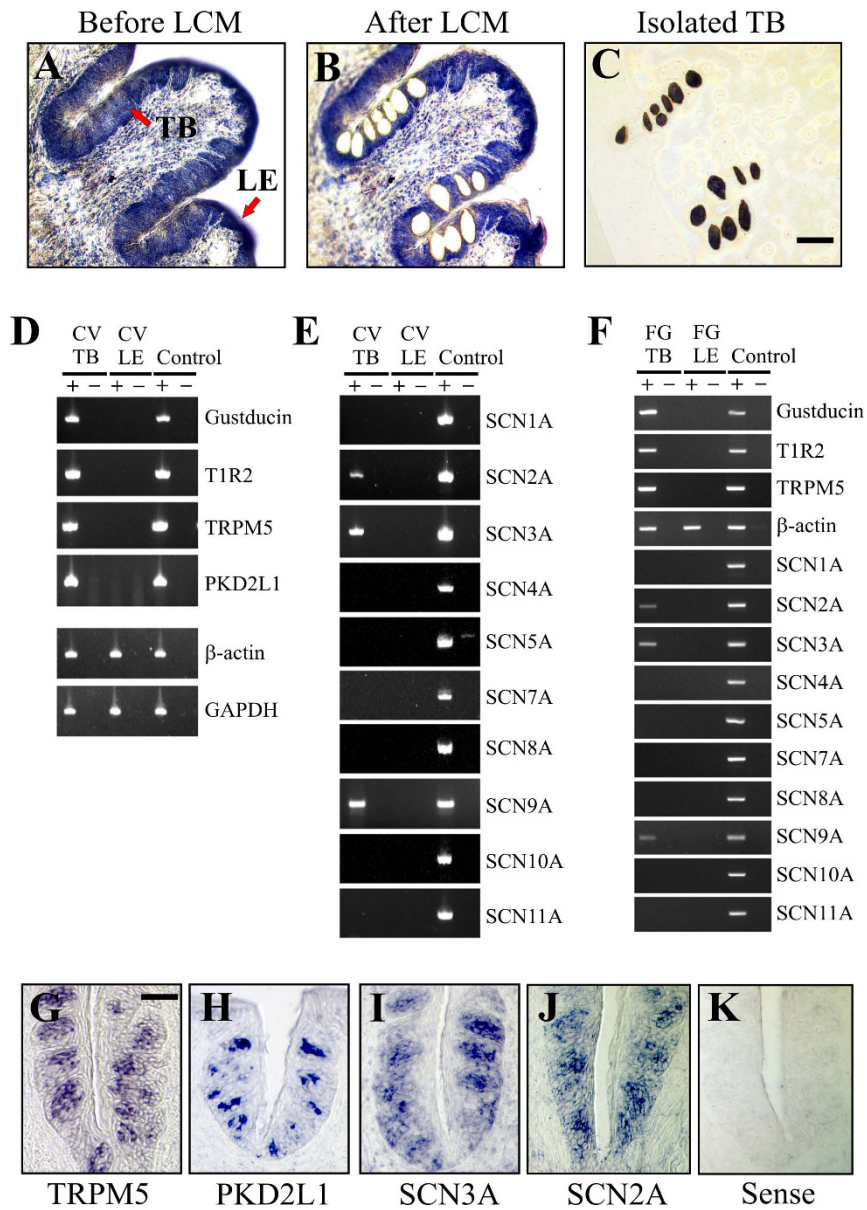 Before LCM
After LCM
Isolated TB
A
TB
LE
B
C
D
CV TB
CV LE
Control
+ − + − + −
Gustducin
T1R2
TRPM5
PKD2L1
β-actin
GAPDH
E
CV TB
CV LE
Control
+ − + − + −
SCN1A
SCN2A
SCN3A
SCN4A
SCN5A
SCN7A
SCN8A
SCN9A
SCN10A
SCN11A
F
FG TB
FG LE
Control
+ − + − + −
Gustducin
T1R2
TRPM5
β-actin
SCN1A
SCN2A
SCN3A
SCN4A
SCN5A
SCN7A
SCN8A
SCN9A
SCN10A
SCN11A
G
H
I
J
K
TRPM5
PKD2L1
SCN3A
SCN2A
Sense